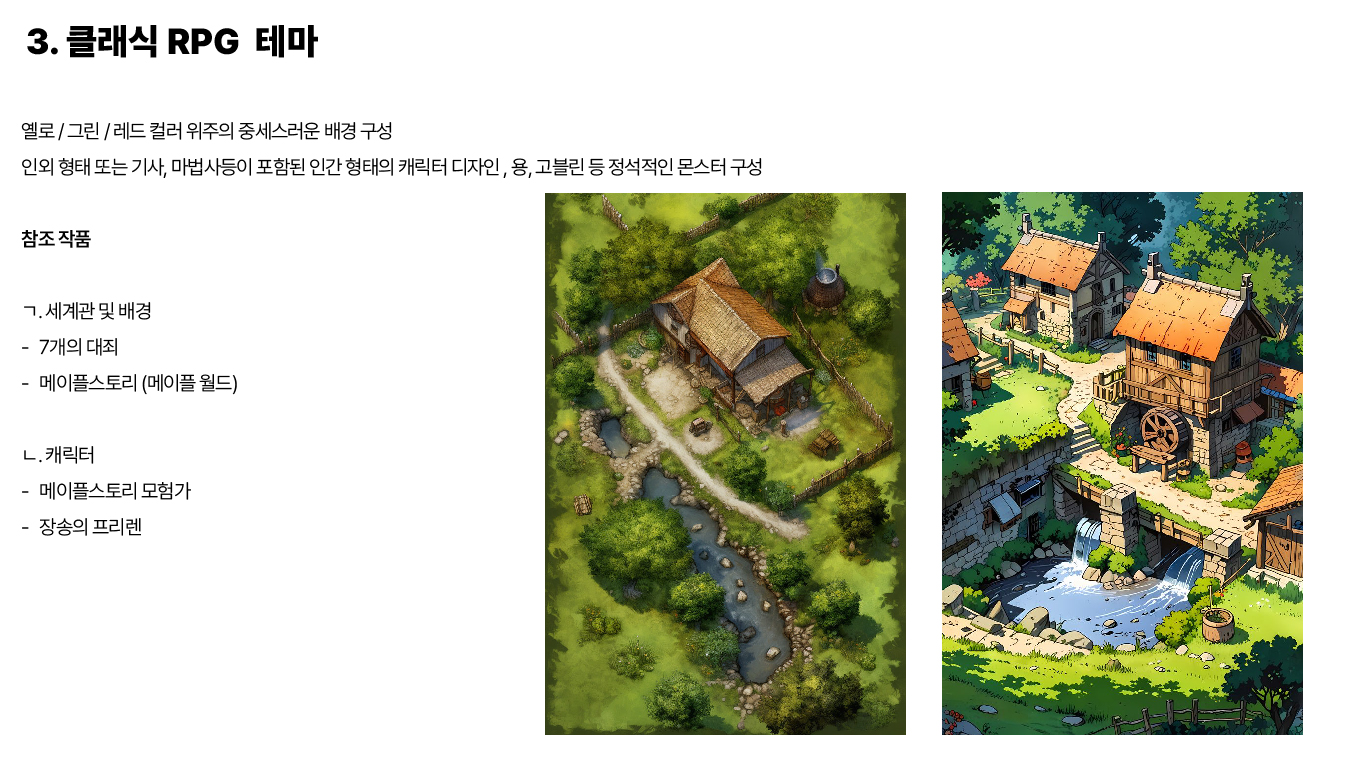 3. 클래식 RPG 테마
옐로 / 그린 / 레드 컬러 위주의 중세스러운 배경 구성
인외 형태 또는 기사, 마법사등이 포함된 인간 형태의 캐릭터 디자인 , 용, 고블린 등 정석적인 몬스터 구성
참조 작품
ㄱ. 세계관 및 배경
- 7개의 대죄
- 메이플스토리 (메이플 월드)
ㄴ. 캐릭터
- 메이플스토리 모험가
- 장송의 프리렌